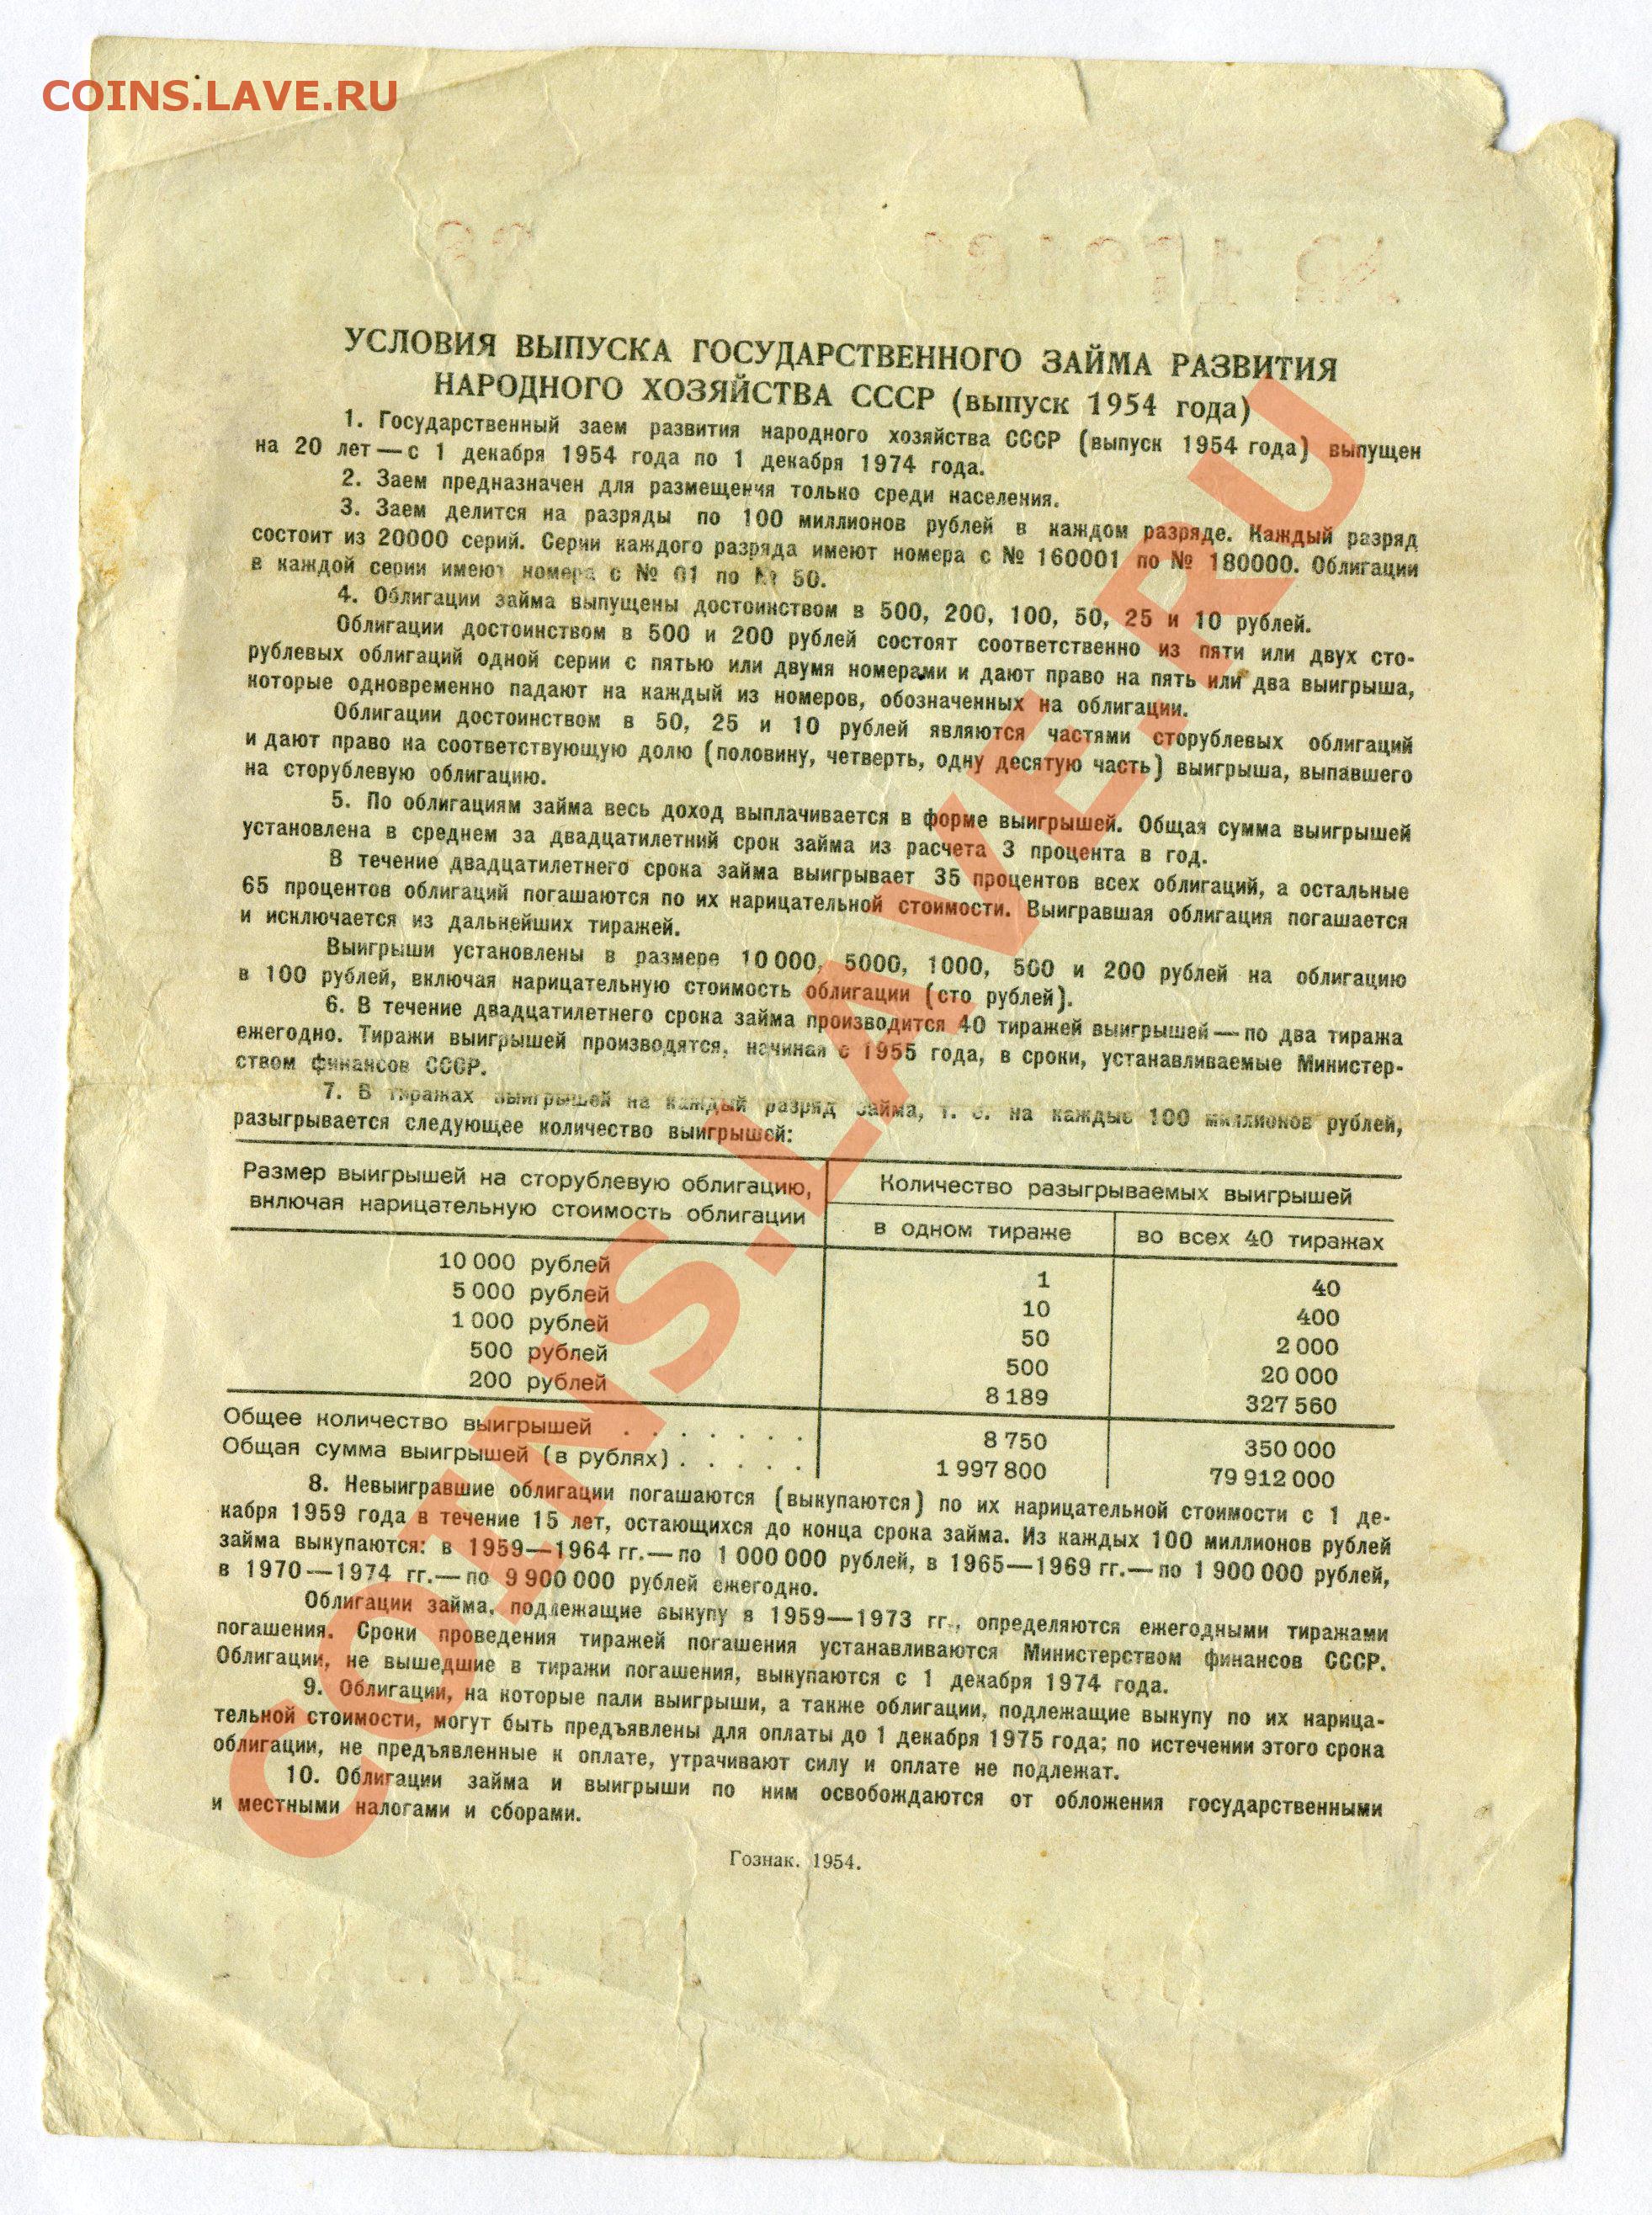 COINS.LAVE.RU
УСЛОВИЯ ВЫПУСКА ГОСУДАРСТВЕННОГО ЗАЙМА РАЗВИТИЯ
НАРОДНОГО ХОЗЯЙСТВА СССР (выпуск 1954 года)
1. Государственный заем развития народного хозяйства СССР (выпуск 1954 года) выпущен
на 20 лет — с 1 декабря 1954 года по 1 декабря 1974 года.
2. Заем предназначен для размещения только среди населения.
3. Заем делится на разряды по 100 миллионов рублей в каждом разряде. Каждый разряд
состоит из 20000 серий. Серии каждого разряда имеют номера с № 160001 по № 180000. Облигации
в каждой серии имеют номера с № 01 по № 50.
4. Облигации займа выпущены достоинством в 500, 200, 100, 50, 25 и 10 рублей.
Облигации достоинством в 500 и 200 рублей состоят соответственно из пяти или двух сто-
рублевых облигаций одной серии с пятью или двумя номерами и дают право на пять или два выигрыша,
которые одновременно падают на каждый из номеров, обозначенных на облигации.
Облигации достоинством в 50, 25 и 10 рублей являются частями сторублевых облигаций
и дают право на соответствующую долю (половину, четверть, одну десятую часть) выигрыша, выпавшего
на сторублевую облигацию.
5. По облигациям займа весь доход выплачивается в форме выигрышей. Общая сумма выигрышей
установлена в среднем за двадцатилетний срок займа из расчета 3 процента в год.
В течение двадцатилетнего срока займа выигрывает 35 процентов всех облигаций, а остальные
65 процентов облигаций погашаются по их нарицательной стоимости. Выигравшая облигация погашается
и исключается из дальнейших тиражей.
Выигрыши установлены в размере 10 000, 5000, 1000, 500 и 200 рублей на облигацию
в 100 рублей, включая нарицательную стоимость облигации (сто рублей).
6. В течение двадцатилетнего срока займа производится 40 тиражей выигрышей — по два тиража
ежегодно. Тиражи выигрышей производятся, начиная с 1955 года, в сроки, устанавливаемые Министер-
ством финансов СССР.
7. В тиражах выигрышей на каждый разряд займа, т. е. на каждые 100 миллионов рублей,
разыгрывается следующее количество выигрышей:
Размер выигрышей на сторублевую облигацию, Количество разыгрываемых выигрышей
включая нарицательную стоимость облигации в одном тираже во всех 40 тиражах
10 000 рублей 1 40
5 000 рублей 10 400
1 000 рублей 50 2 000
500 рублей 500 20 000
200 рублей 8 189 327 560
Общее количество выигрышей . . . . . . . 8 750 350 000
Общая сумма выигрышей (в рублях) . . . . . 1 997 800 79 912 000
8. Невыигравшие облигации погашаются (выкупаются) по их нарицательной стоимости с 1 де-
кабря 1959 года в течение 15 лет, остающихся до конца срока займа. Из каждых 100 миллионов рублей
займа выкупаются: в 1959—1964 гг.—по 1 000 000 рублей, в 1965—1969 гг.—по 1 900 000 рублей,
в 1970—1974 гг.—по 9 900 000 рублей ежегодно.
Облигации займа, подлежащие выкупу в 1959—1973 гг., определяются ежегодными тиражами
погашения. Сроки проведения тиражей погашения устанавливаются Министерством финансов СССР.
Облигации, не вышедшие в тиражи погашения, выкупаются с 1 декабря 1974 года.
9. Облигации, на которые пали выигрыши, а также облигации, подлежащие выкупу по их нарица-
тельной стоимости, могут быть предъявлены для оплаты до 1 декабря 1975 года; по истечении этого срока
облигации, не предъявленные к оплате, утрачивают силу и оплате не подлежат.
10. Облигации займа и выигрыши по ним освобождаются от обложения государственными
и местными налогами и сборами.
Гознак. 1954.
COINS.LAVE.RU